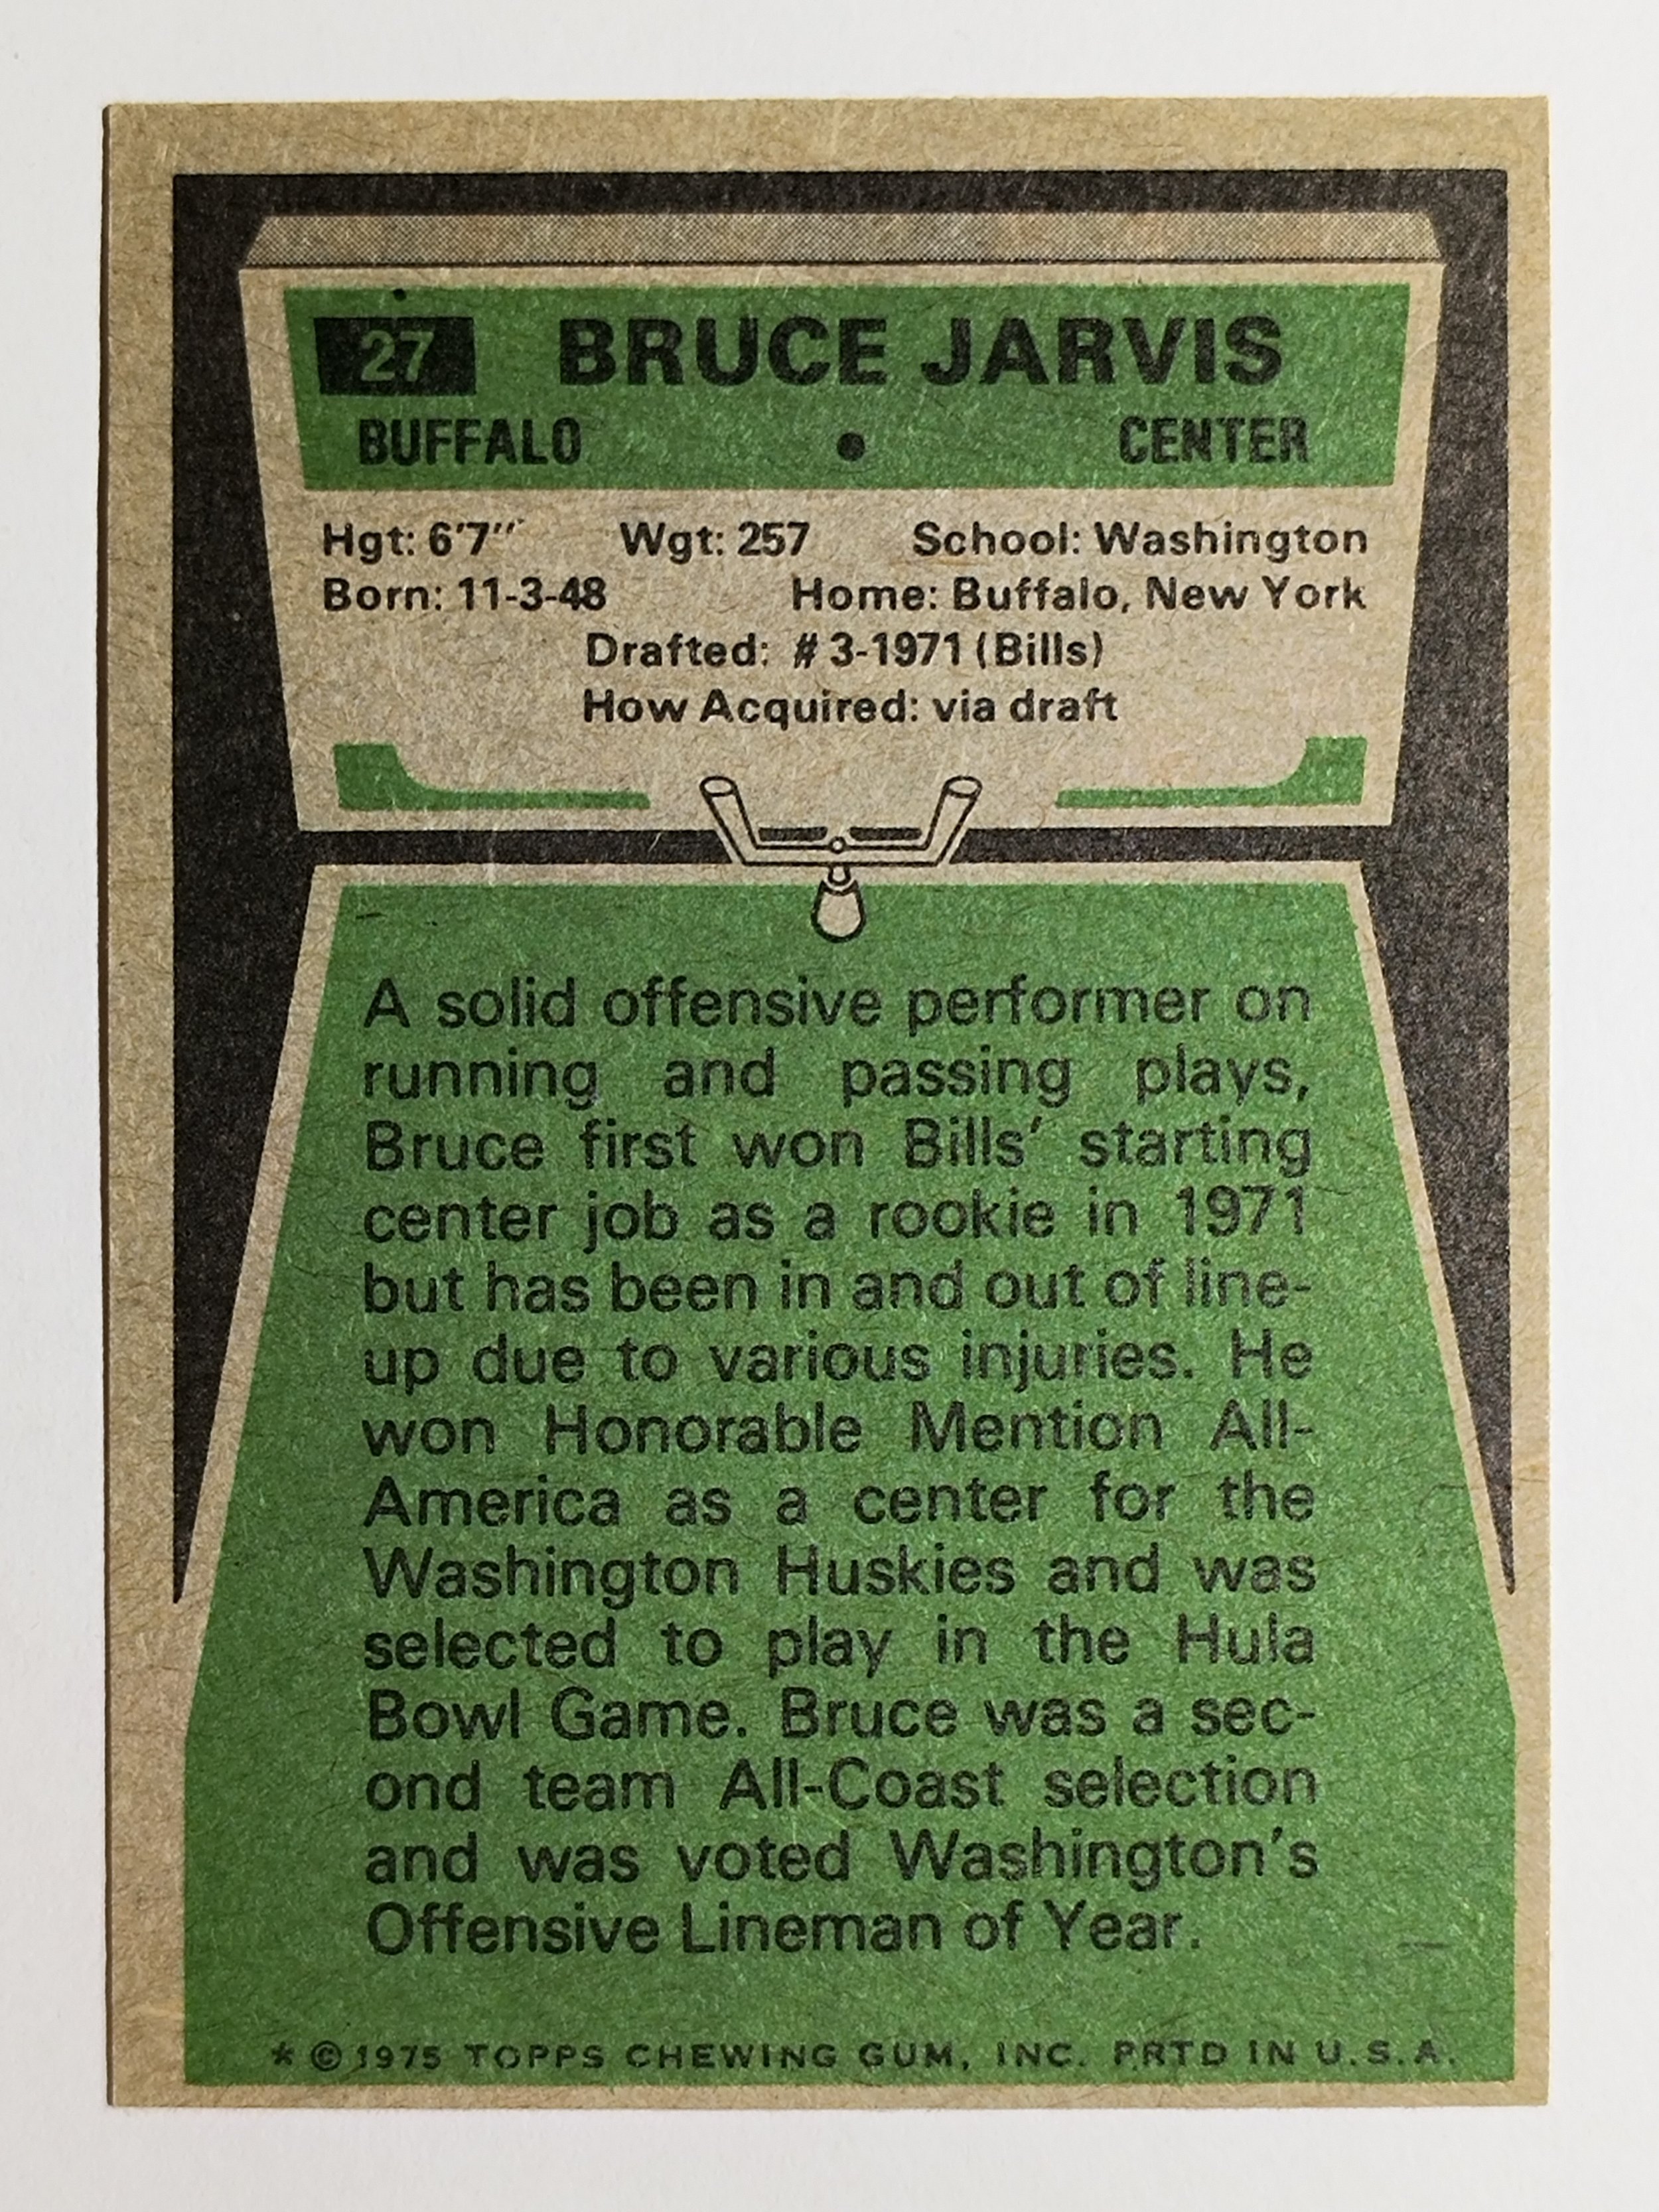 27 BRUCE JARVIS
BUFFALO • CENTER
Hgt: 6'7" Wgt: 257 School: Washington
Born: 11-3-48 Home: Buffalo, New York
Drafted: #3-1971 (Bills)
How Acquired: via draft
A solid offensive performer on
running and passing plays,
Bruce first won Bills' starting
center job as a rookie in 1971
but has been in and out of line-
up due to various injuries. He
won Honorable Mention All-
America as a center for the
Washington Huskies and was
selected to play in the Hula
Bowl Game. Bruce was a sec-
ond team All-Coast selection
and was voted Washington's
Offensive Lineman of Year.
* © 1975 TOPPS CHEWING GUM, INC. PRTD IN U.S.A.